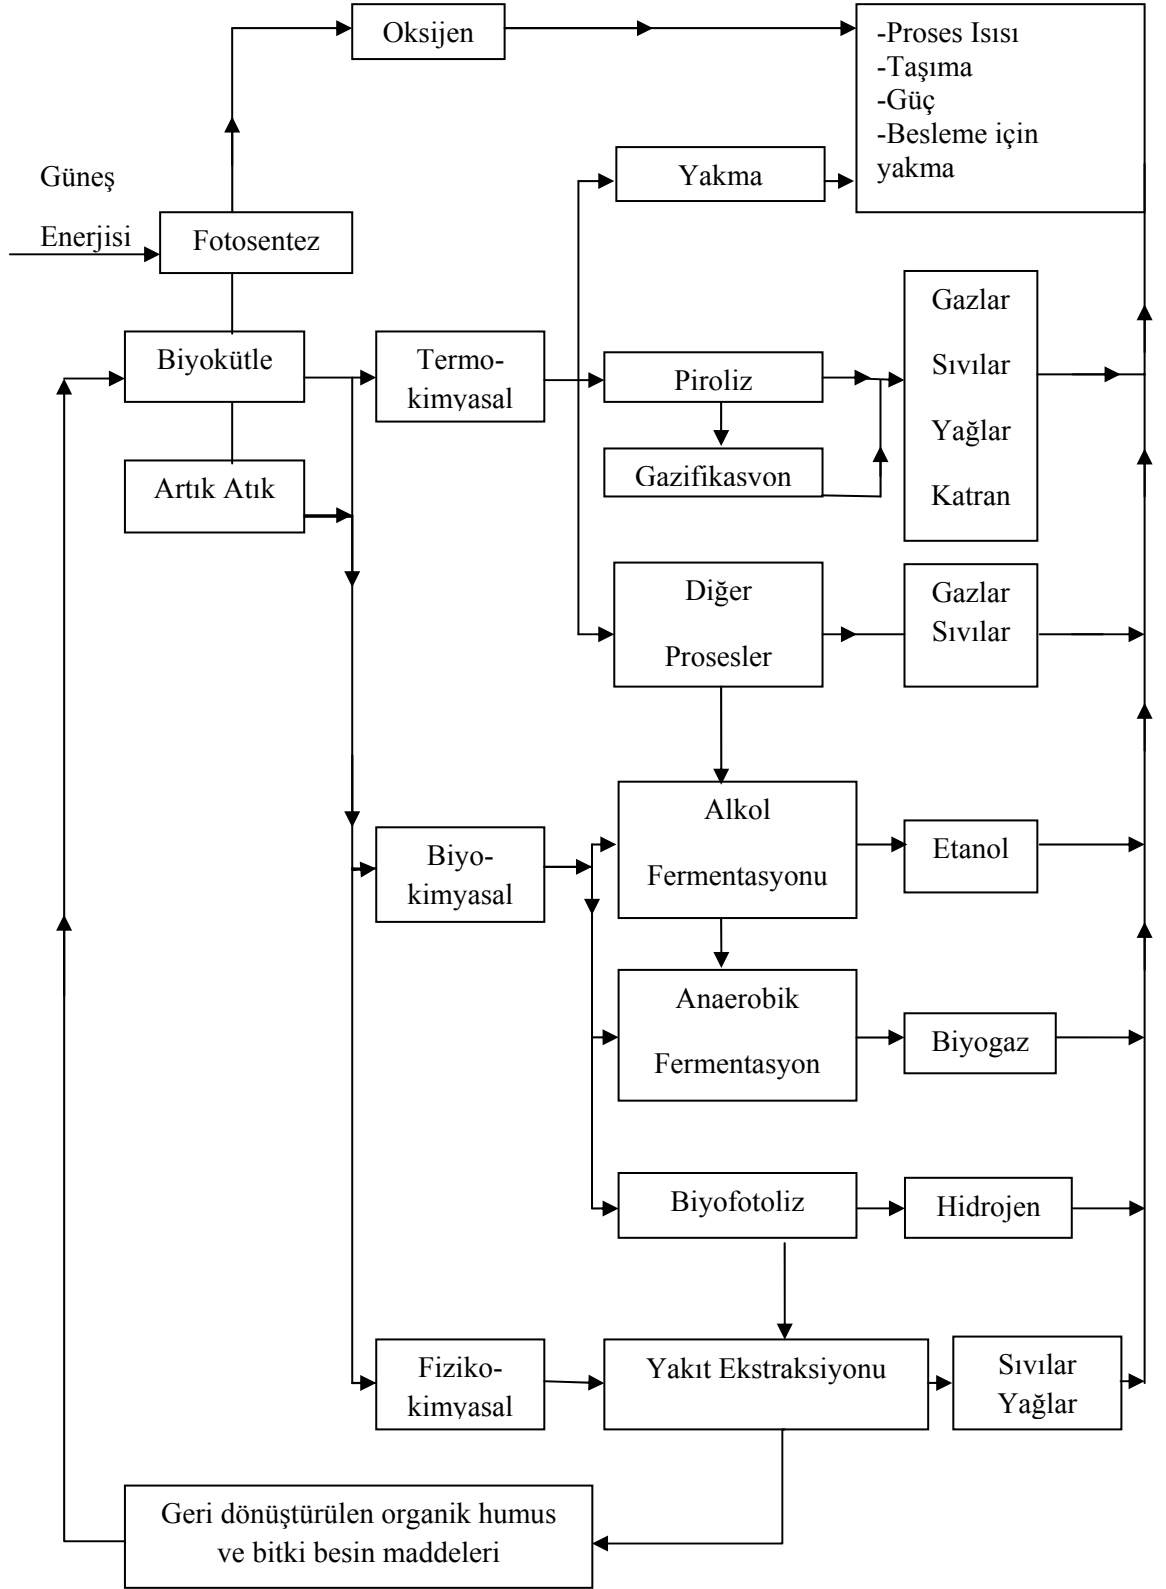 Oksijen
-Proses Isısı
-Taşıma
-Güç
-Besleme için
yakma
Yakma
Güneş
Enerjisi
Fotosentez
Gazlar
Sıvılar
Yağlar
Katran
Biyokütle
Termo-
kimyasal
Piroliz
Gazifikasvon
Artık Atık
Diğer
Prosesler
Gazlar
Sıvılar
Alkol
Fermentasyonu
Etanol
Biyo-
kimyasal
Anaerobik
Fermentasyon
Biyogaz
Biyofotoliz
Hidrojen
Fiziko-
kimyasal
Yakıt Ekstraksiyonu
Sıvılar
Yağlar
Geri dönüştürülen organik humus
ve bitki besin maddeleri